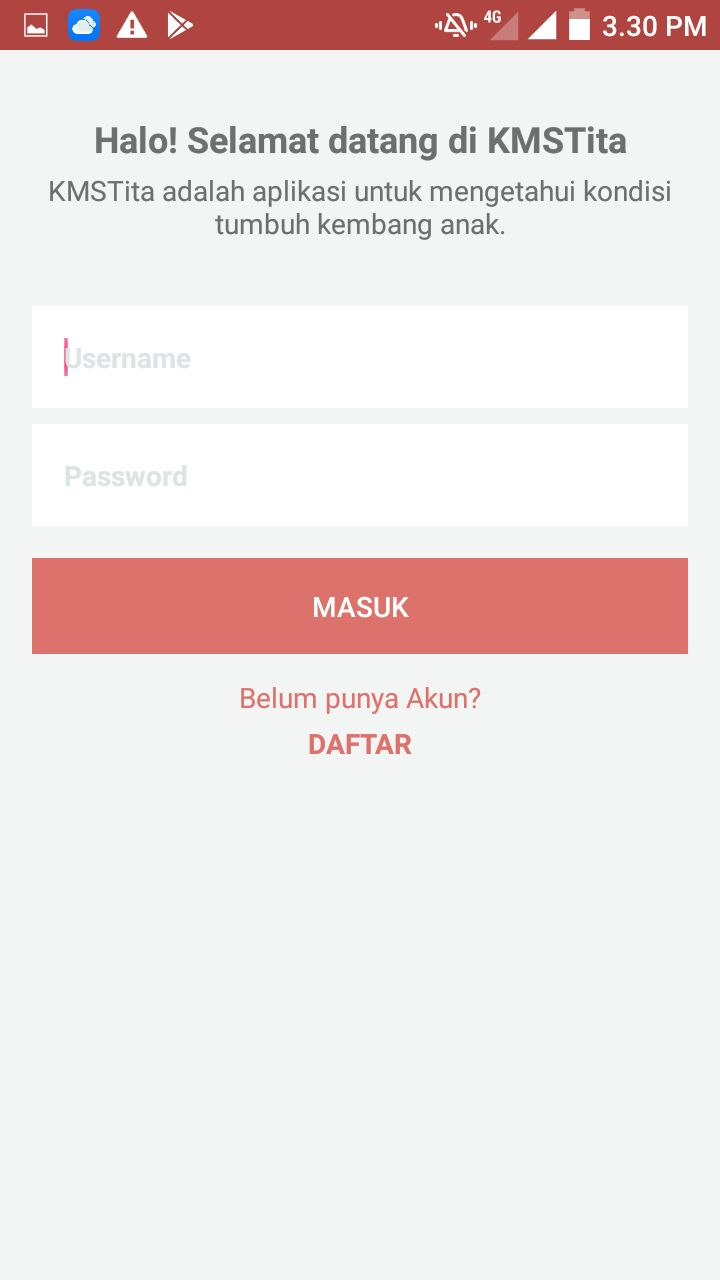 4G 3.30 PM
Halo! Selamat datang di KMSTita
KMSTita adalah aplikasi untuk mengetahui kondisi
tumbuh kembang anak.
Username
Password
MASUK
Belum punya Akun?
DAFTAR